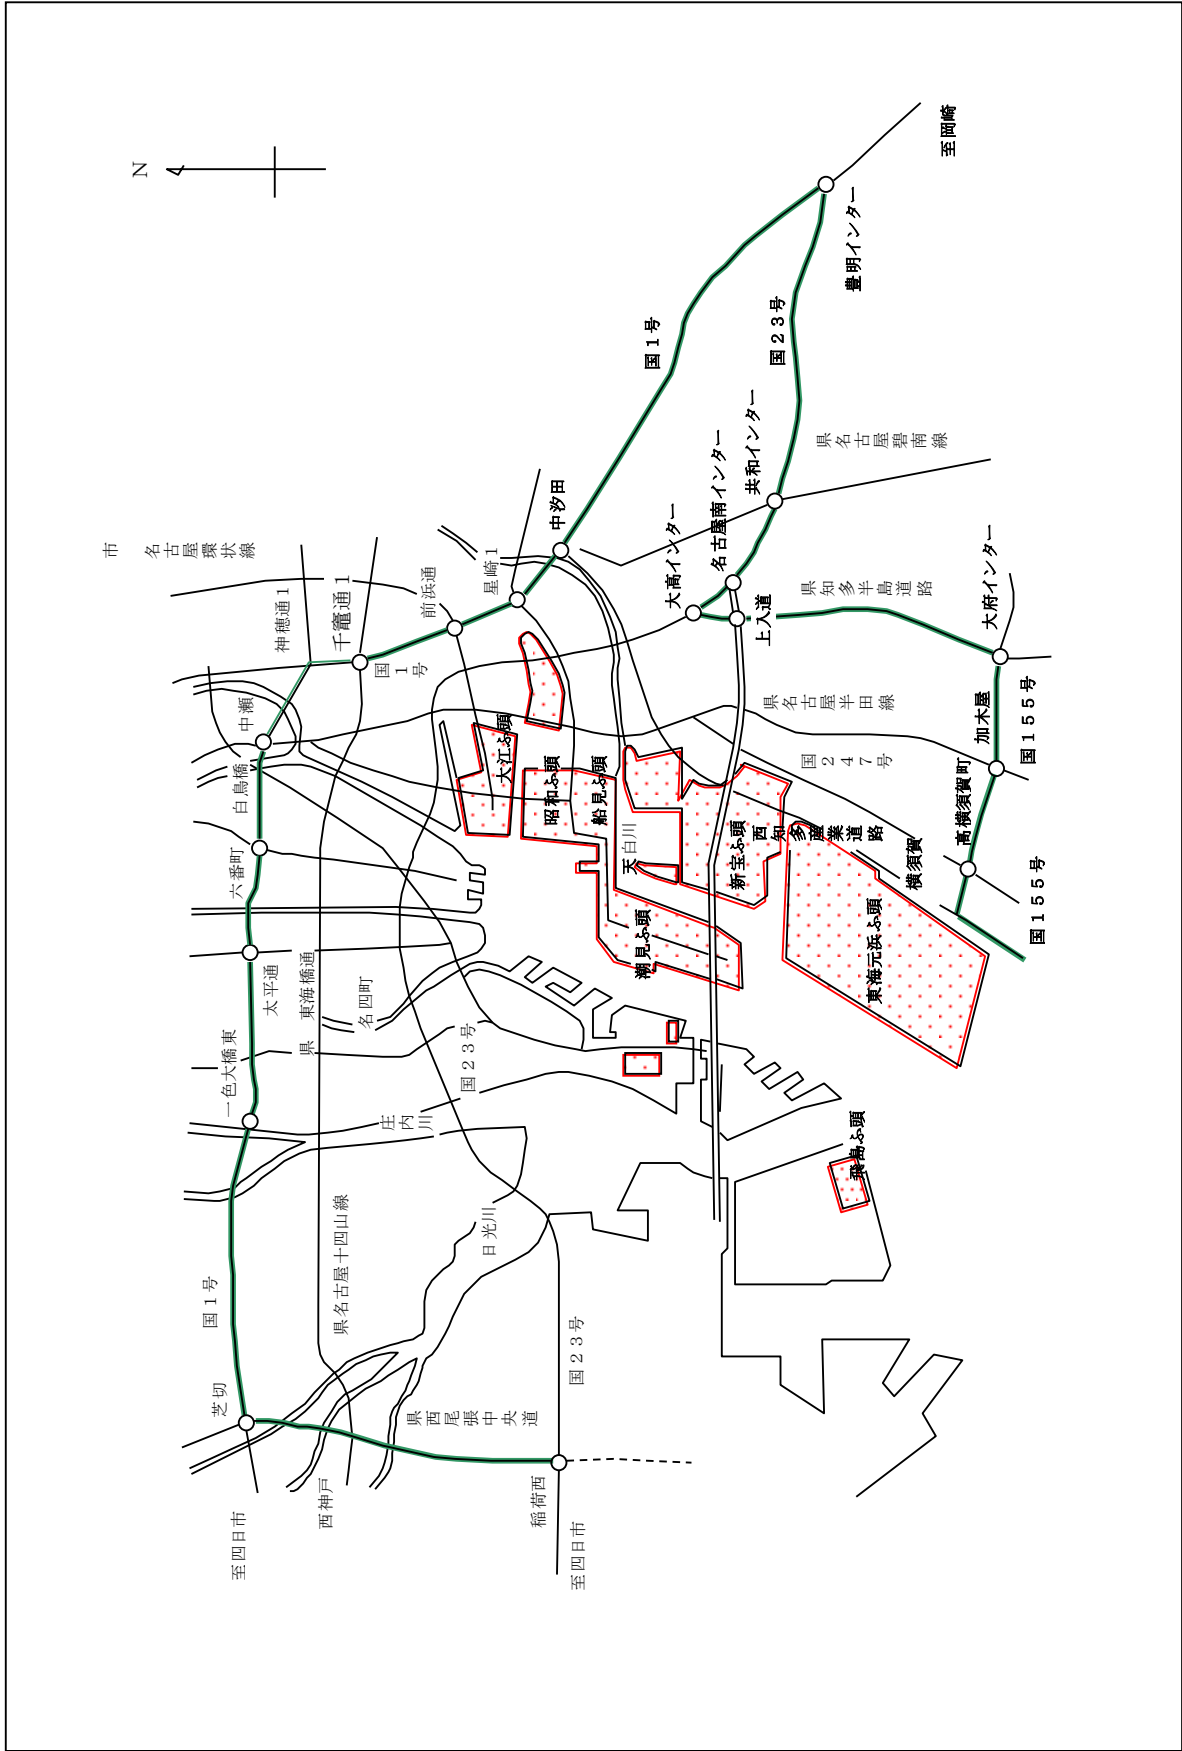 N
市
名古屋環状線
神穂通1
千竈通1
国1号
前浜通
星崎1
中汐田
国1号
国23号
豊明インター
至岡崎
県名古屋碧南線
共和インター
名古屋南インター
大高インター
上入道
県知多半島道路
大府インター
国155号
加木屋
県名古屋半田線
国247号
高横須賀町
横須賀
国155号
西知多産業道路
中瀬
白鳥橋
六番町
太平通
東海橋通
県
名四町
一色大橋東
国23号
庄内川
大江ふ頭
昭和ふ頭
船見ふ頭
天白川
新宝ふ頭
潮見ふ頭
東海元浜ふ頭
飛島ふ頭
県名古屋十四山線
日光川
国1号
国23号
芝切
県西尾張中央道
西神戸
稲荷西
至四日市
至四日市